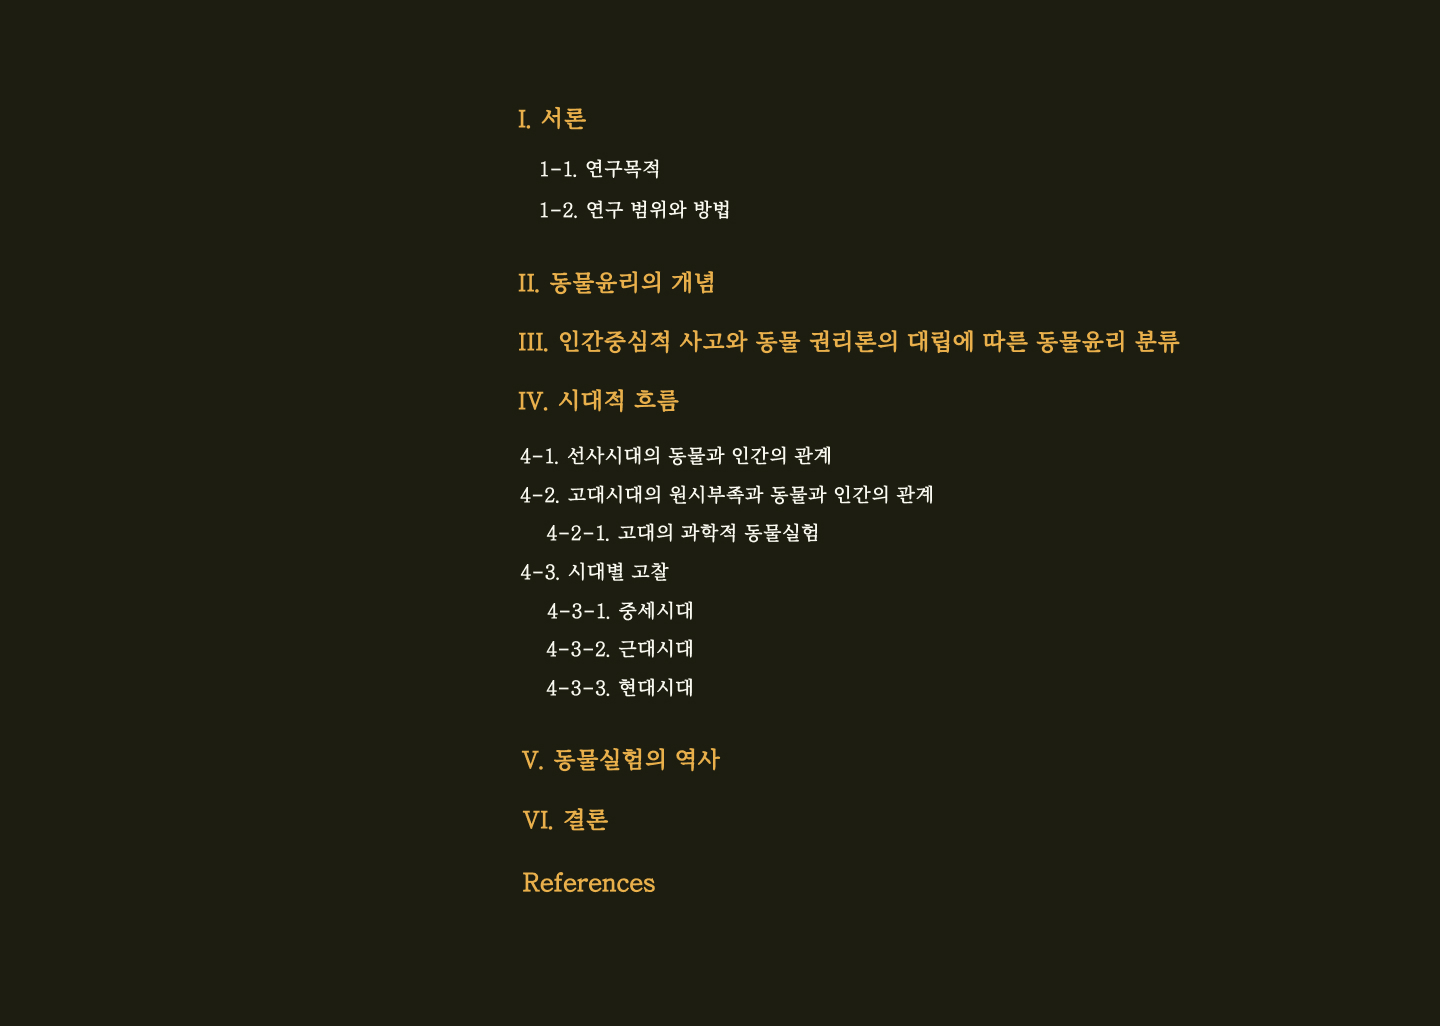 I. 서론
1-1. 연구목적
1-2. 연구 범위와 방법
II. 동물윤리의 개념
III. 인간중심적 사고와 동물 권리론의 대립에 따른 동물윤리 분류
IV. 시대적 흐름
4-1. 선사시대의 동물과 인간의 관계
4-2. 고대시대의 원시부족과 동물과 인간의 관계
4-2-1. 고대의 과학적 동물실험
4-3. 시대별 고찰
4-3-1. 중세시대
4-3-2. 근대시대
4-3-3. 현대시대
V. 동물실험의 역사
VI. 결론
References